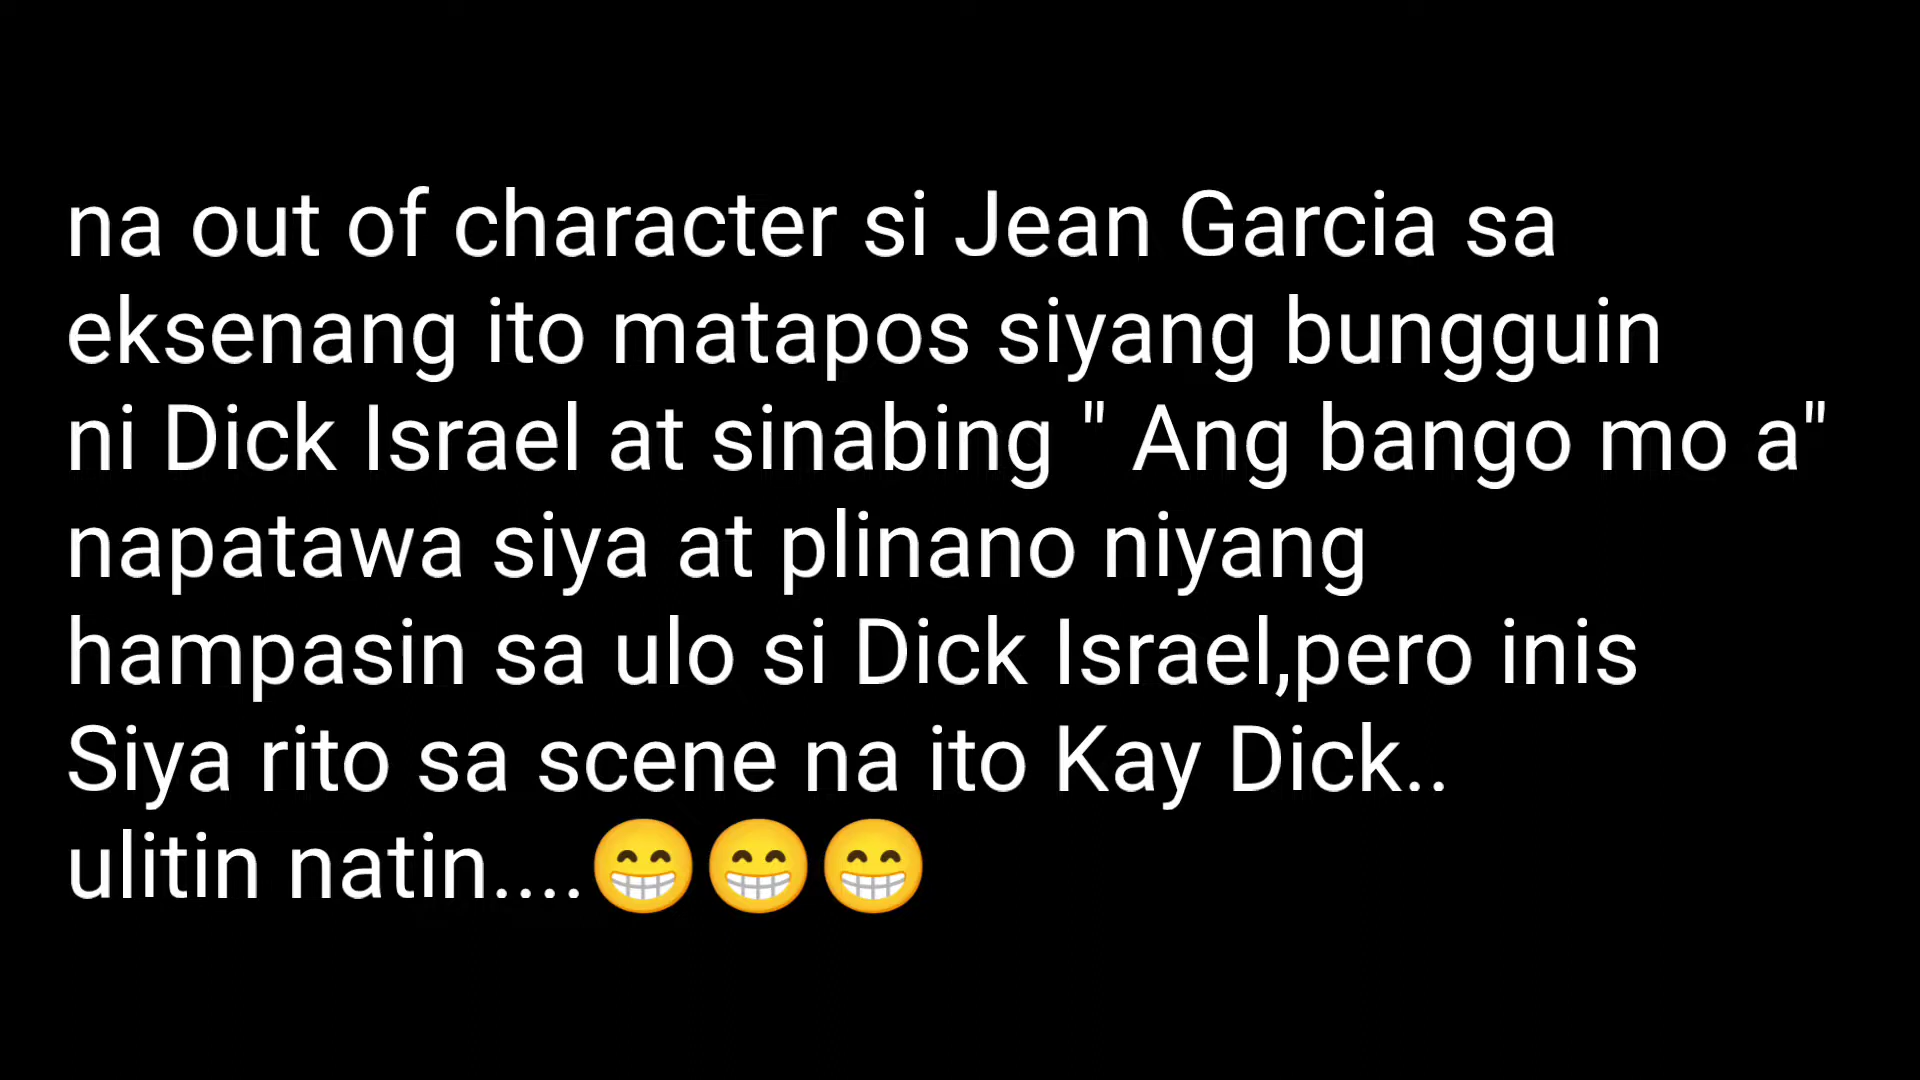 na out of character si Jean Garcia sa
eksenang ito matapos siyang bungguin
ni Dick Israel at sinabing " Ang bango mo a"
napatawa siya at plinano niyang
hampasin sa ulo si Dick Israel,pero inis
Siya rito sa scene na ito Kay Dick..
ulitin natin....😁😁😁